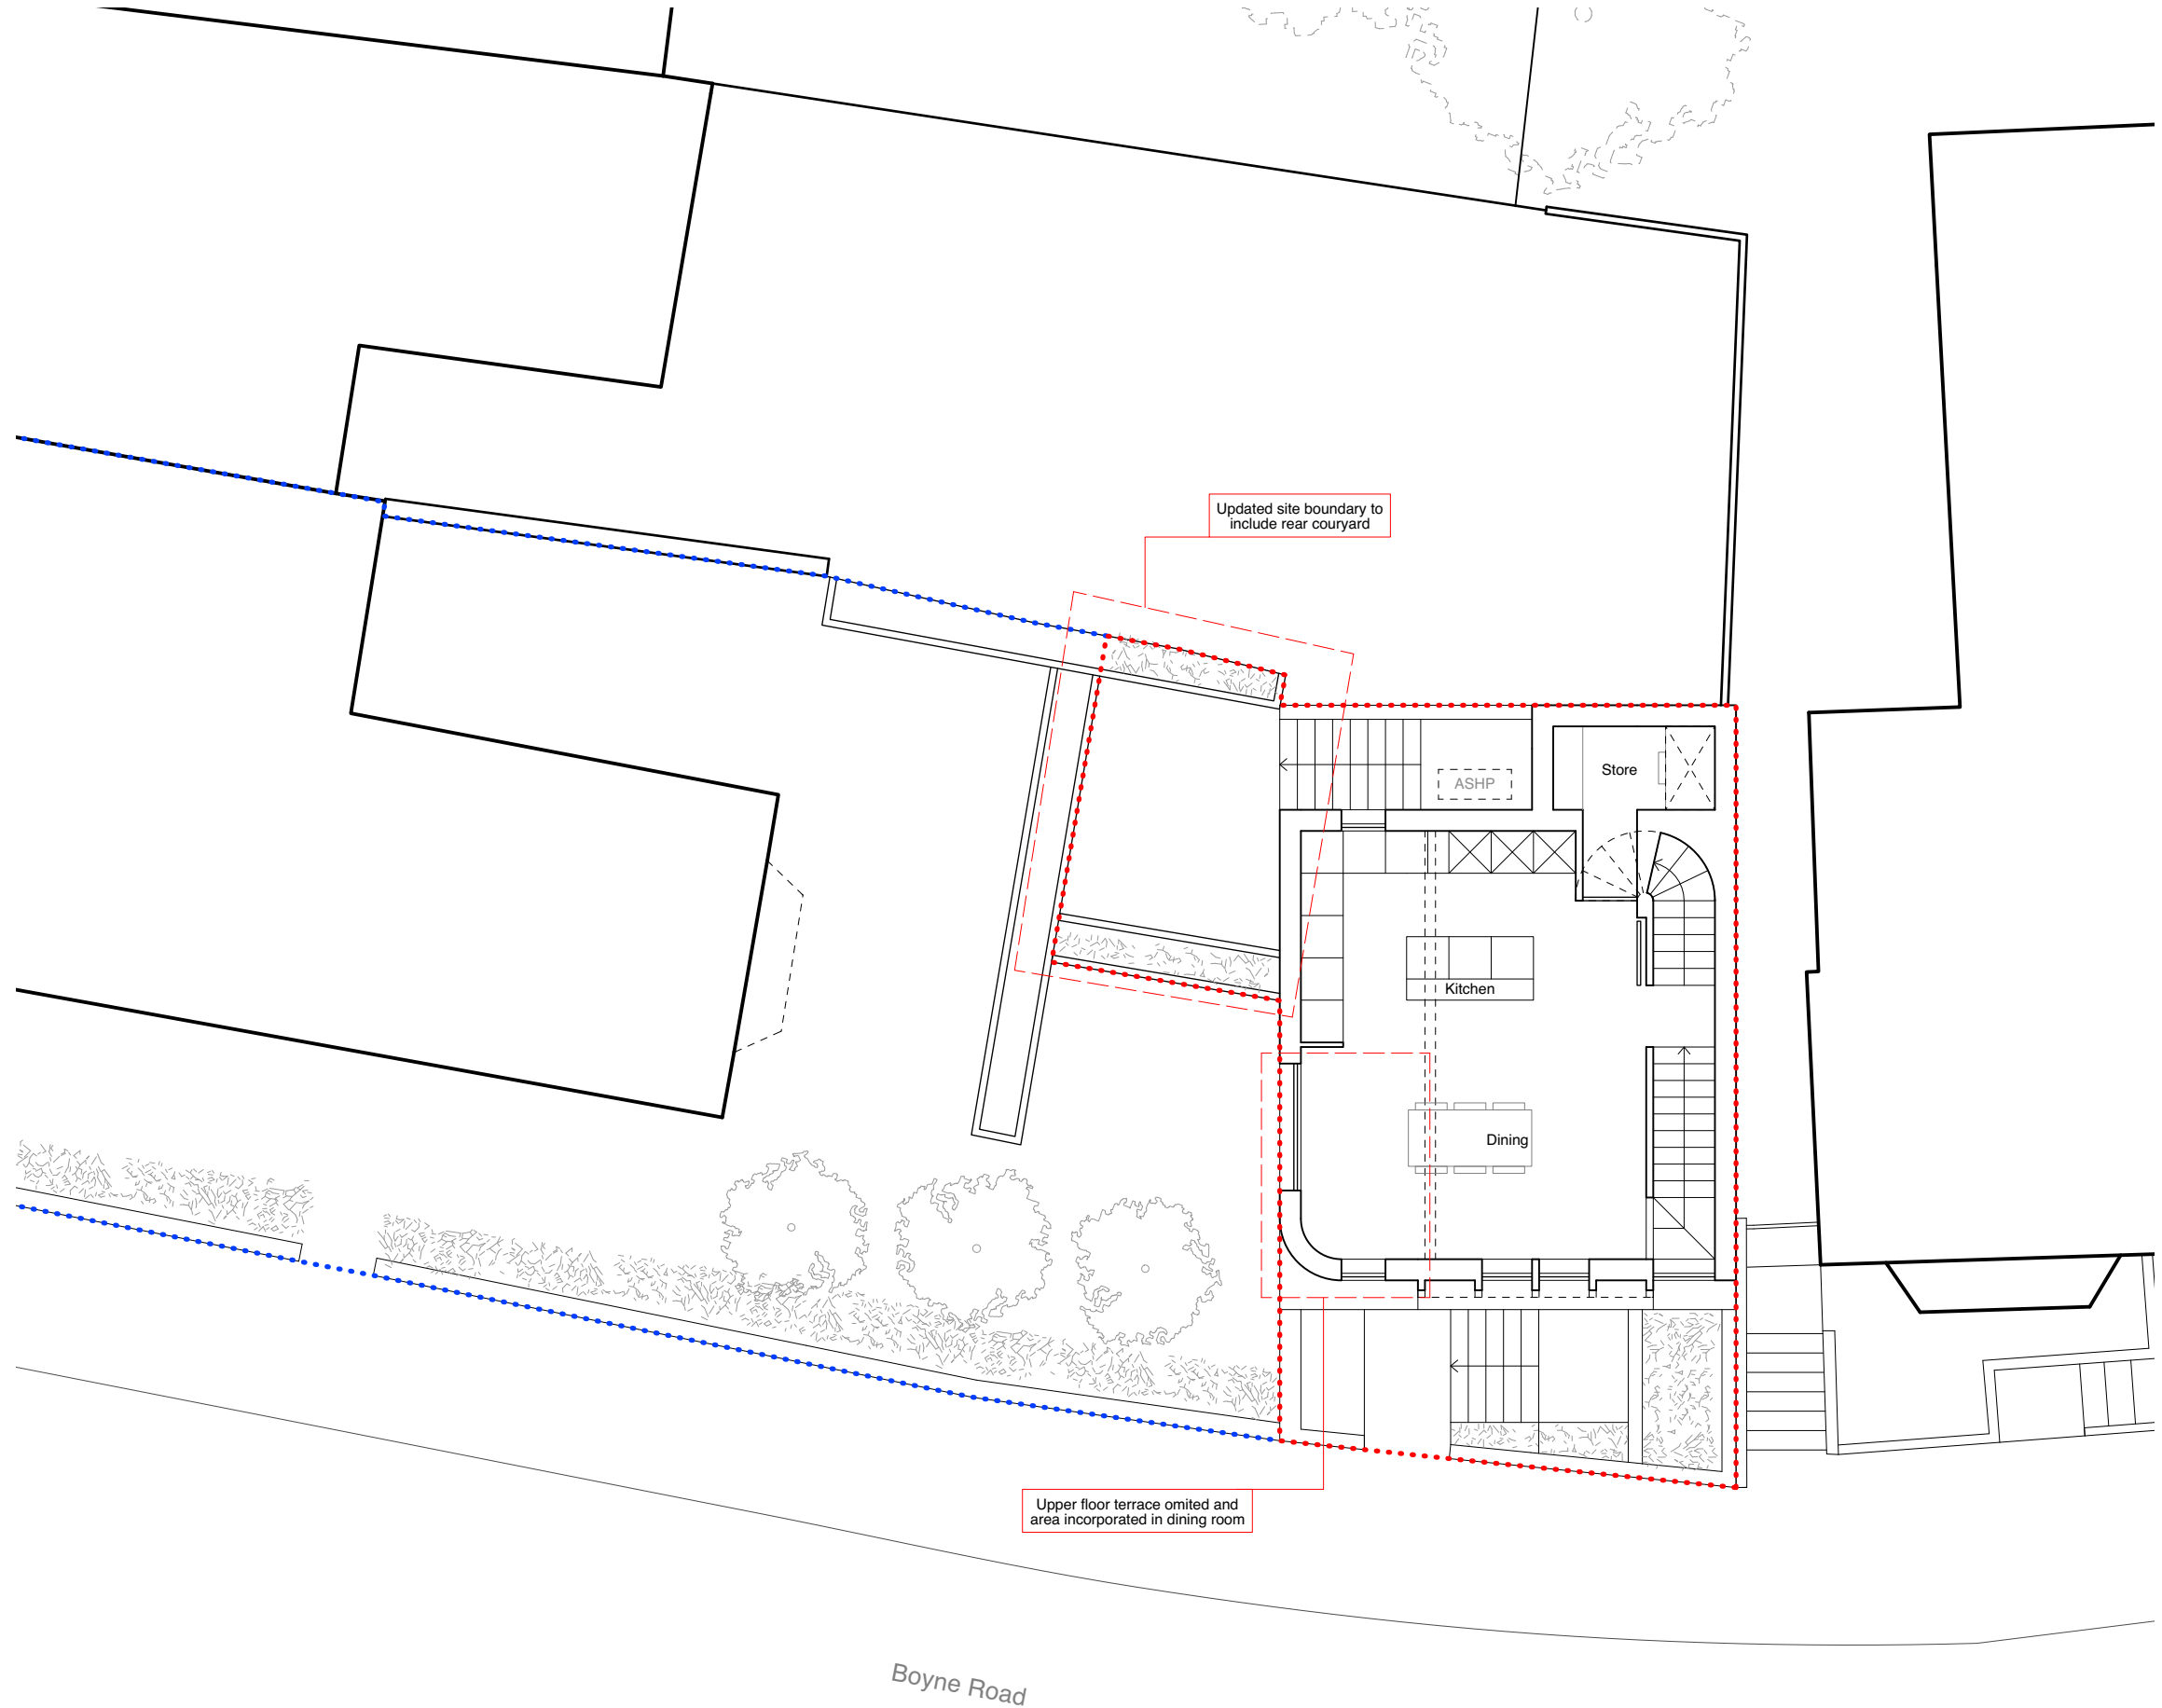 Updated site boundary to
include rear couryard
Store
ASHP
Kitchen
Dining
Upper floor terrace omited and
area incorporated in dining room
Boyne Road